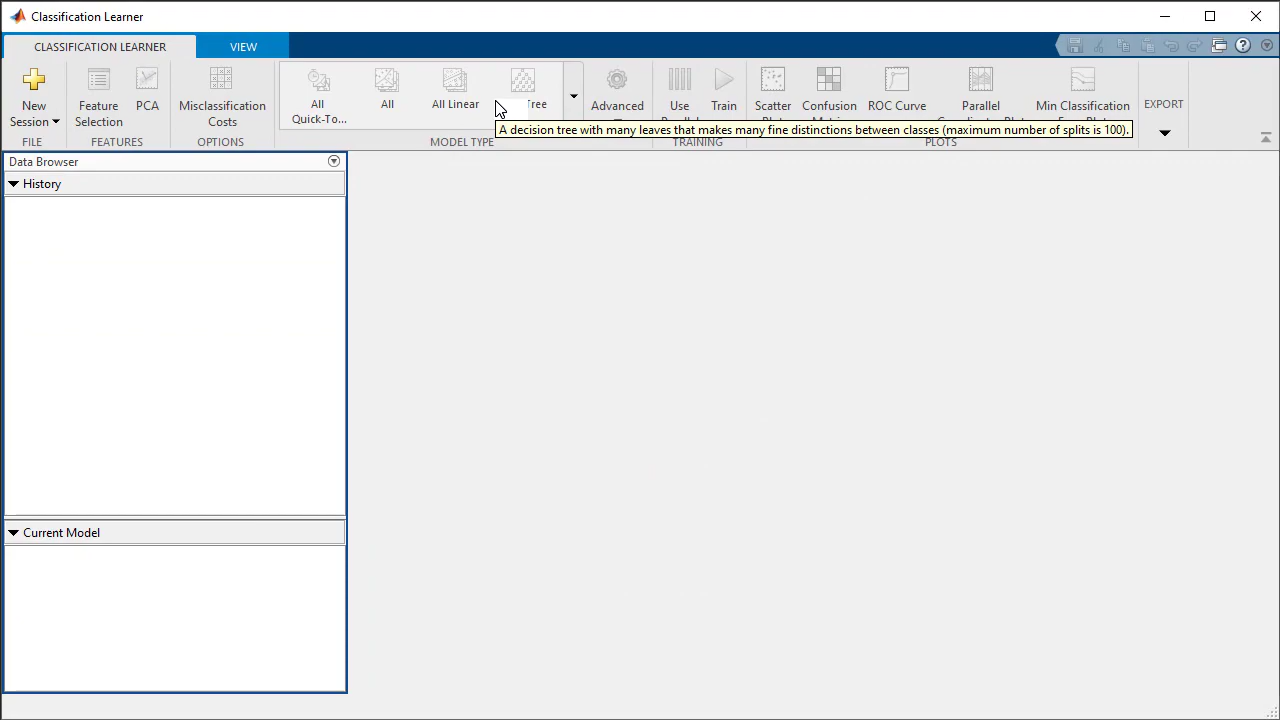 Classification Learner
CLASSIFICATION LEARNER
VIEW
New
Session
Feature
Selection
PCA
Misclassification
Costs
All
Quick-To...
All
All Linear
Tree
Advanced
Use
Train
Scatter
Confusion
ROC Curve
Parallel
Min Classification
EXPORT
A decision tree with many leaves that makes many fine distinctions between classes (maximum number of splits is 100).
FILE
FEATURES
OPTIONS
MODEL TYPE
TRAINING
PLOTS
Data Browser
History
Current Model